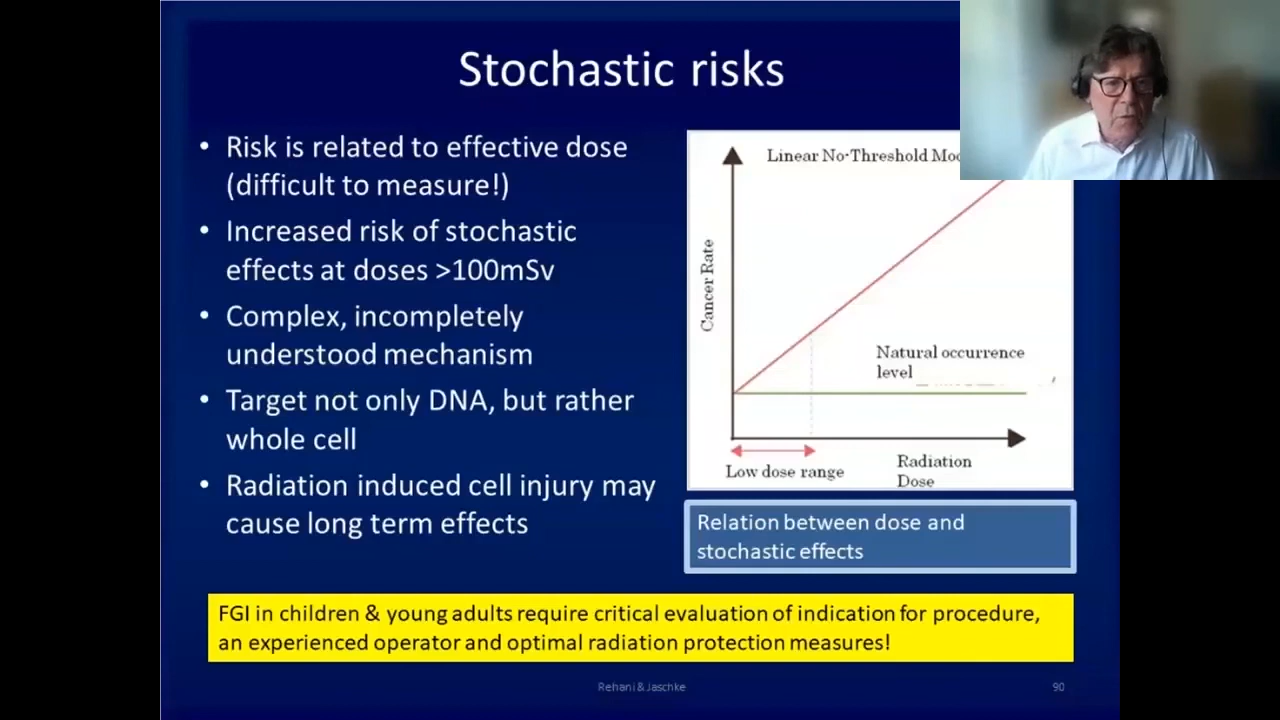 Stochastic risks
• Risk is related to effective dose
(difficult to measure!)
• Increased risk of stochastic
effects at doses >100mSv
• Complex, incompletely
understood mechanism
• Target not only DNA, but rather
whole cell
• Radiation induced cell injury may
cause long term effects
Linear No-Threshold
Cancer Rate
Natural occurrence
level
Low dose range
Radiation
Dose
Relation between dose and
stochastic effects
FGI in children & young adults require critical evaluation of indication for procedure,
an experienced operator and optimal radiation protection measures!
Rehani & Jaschke
90